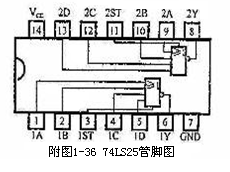 Vcc 2D 2C 2ST 2B 2A 2Y
14 13 12 11 10 9 8
1 2 3 4 5 6 7
1A 1B 1ST 1C 1D 1Y GND
附图1-36 74LS25管脚图